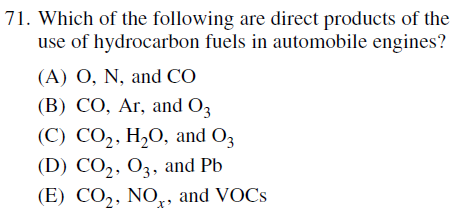 71. Which of the following are direct products of the
use of hydrocarbon fuels in automobile engines?
(A) O, N, and CO
(B) CO, Ar, and O₃
(C) CO₂, H₂O, and O₃
(D) CO₂, O₃, and Pb
(E) CO₂, NOₓ, and VOCs